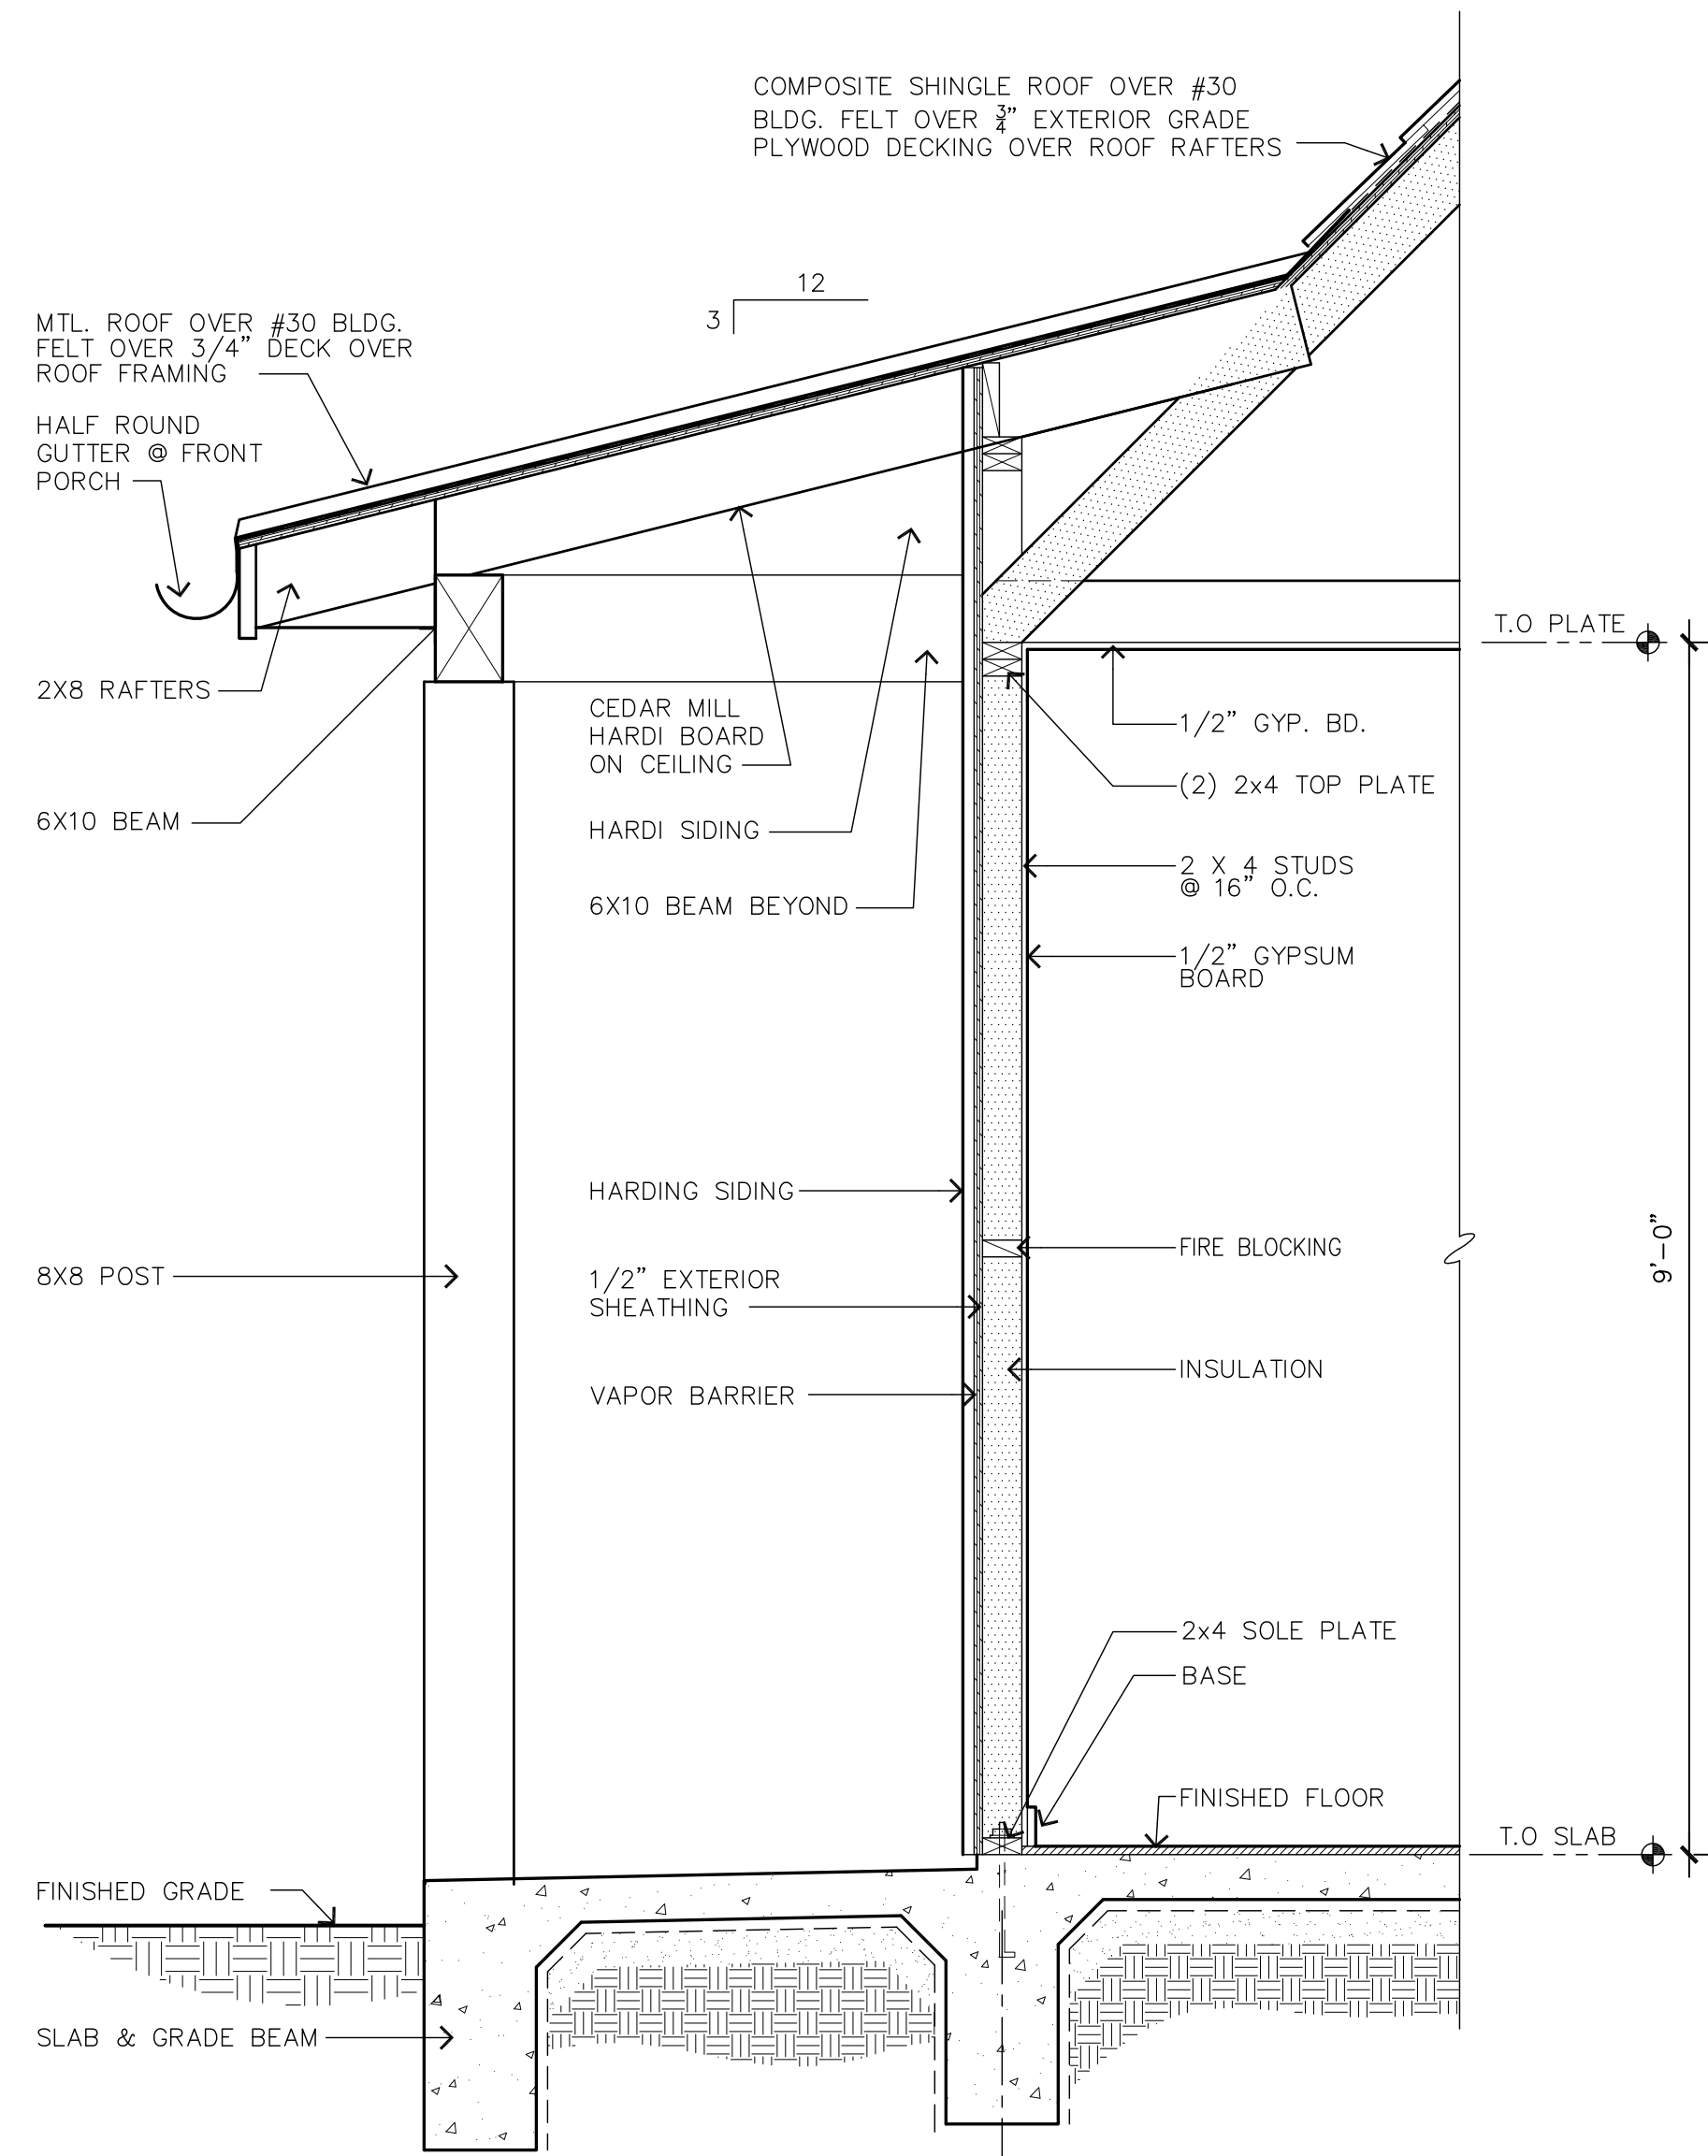 COMPOSITE SHINGLE ROOF OVER #30
BLDG. FELT OVER 3/4" EXTERIOR GRADE
PLYWOOD DECKING OVER ROOF RAFTERS
12
3
MTL. ROOF OVER #30 BLDG.
FELT OVER 3/4" DECK OVER
ROOF FRAMING
HALF ROUND
GUTTER @ FRONT
PORCH
2X8 RAFTERS
6X10 BEAM
CEDAR MILL
HARDI BOARD
ON CEILING
HARDI SIDING
6X10 BEAM BEYOND
T.O PLATE
1/2" GYP. BD.
(2) 2x4 TOP PLATE
2 X 4 STUDS
@ 16" O.C.
1/2" GYPSUM
BOARD
HARDING SIDING
8X8 POST
1/2" EXTERIOR
SHEATHING
VAPOR BARRIER
FIRE BLOCKING
INSULATION
9'-0"
2x4 SOLE PLATE
BASE
FINISHED FLOOR
T.O SLAB
FINISHED GRADE
SLAB & GRADE BEAM